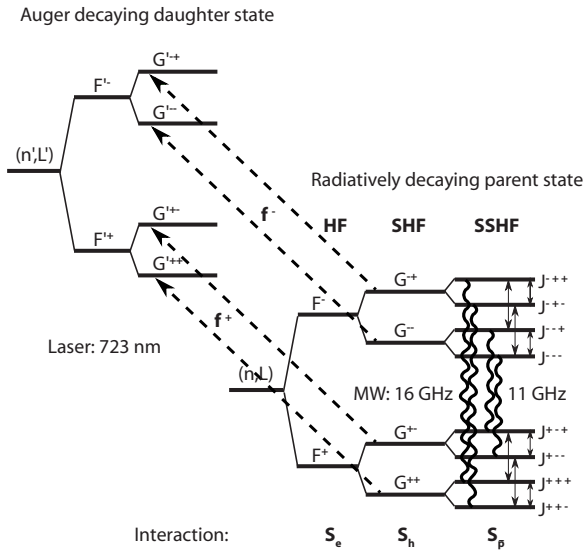 Auger decaying daughter state
G'-+
F'-
G'--
(n',L')
Radiatively decaying parent state
G'+-
f -
HF SHF SSHF
F'+
G'++
J-++
G-+
J-+-
f +
F-
J--+
G--
J---
Laser: 723 nm
(n,L)
MW: 16 GHz 11 GHz
J+-+
G+-
J+--
F+
J+++
G++
J++-
Interaction: Se Sh Sp̅